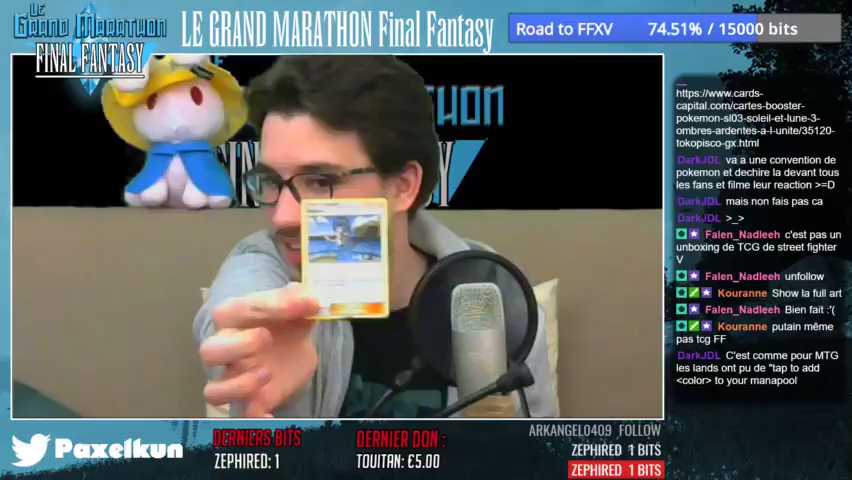 LE
GRAND MARATHON
FINAL FANTASY
LE GRAND MARATHON Final Fantasy
Road to FFXV 74.51% / 15000 bits
https://www.cards-
capital.com/cartes-booster-
pokemon-sl03-soleil-et-lune-3-
ombres-ardentes-a-l-unite/35120-
tokopisco-gx.html
DarkJDL va a une convention de
pokemon et dechire la devant tous
les fans et filme leur reaction >=D
DarkJDL mais non fais pas ca
DarkJDL >_>
Falen_Nadleeh c'est pas un
unboxing de TCG de street fighter
V
Falen_Nadleeh unfollow
Kouranne Show la full art
Falen_Nadleeh Bien fait :'(
Kouranne putain même
pas tcg FF
DarkJDL C'est comme pour MTG
les lands ont pu de "tap to add
<color> to your manapool
Paxelkun
DERNIERS BITS
ZEPHIRED: 1
DERNIER DON :
TOUITAN: €5.00
ARKANGEL0409 FOLLOW
ZEPHIRED 1 BITS
ZEPHIRED 1 BITS